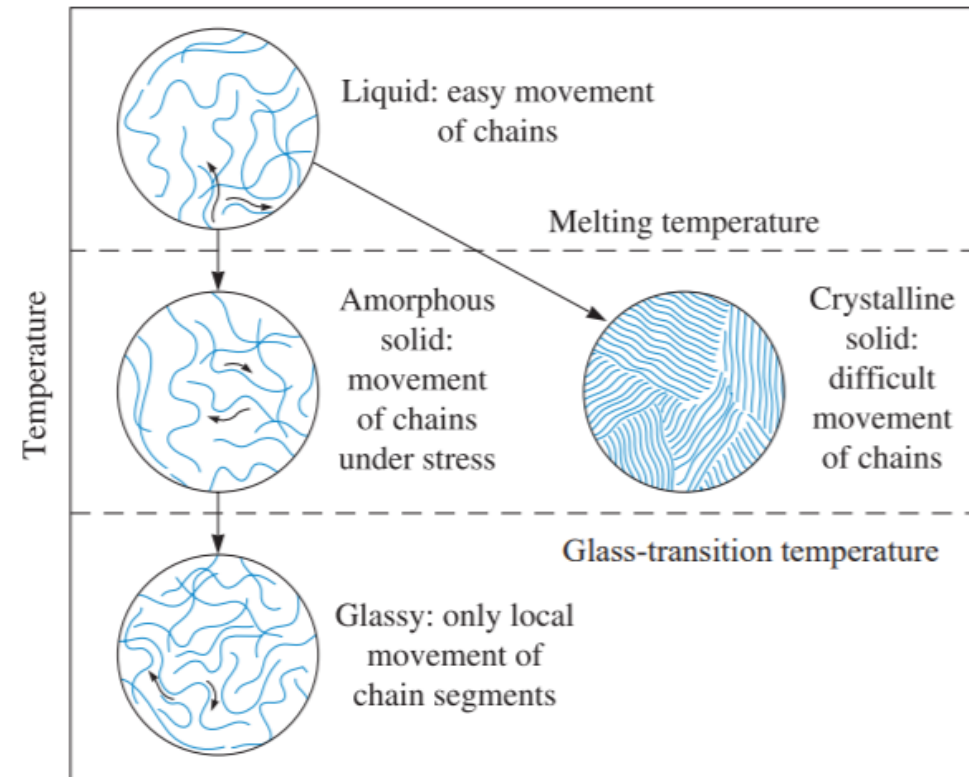 Liquid: easy movement
of chains
Melting temperature
Temperature
Amorphous
solid:
movement
of chains
under stress
Crystalline
solid:
difficult
movement
of chains
Glass-transition temperature
Glassy: only local
movement of
chain segments